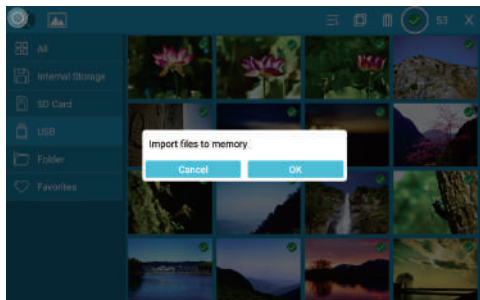 53 X
All
Internal Storage
SD Card
USB
Folder
Favorites
Import files to memory
Cancel OK